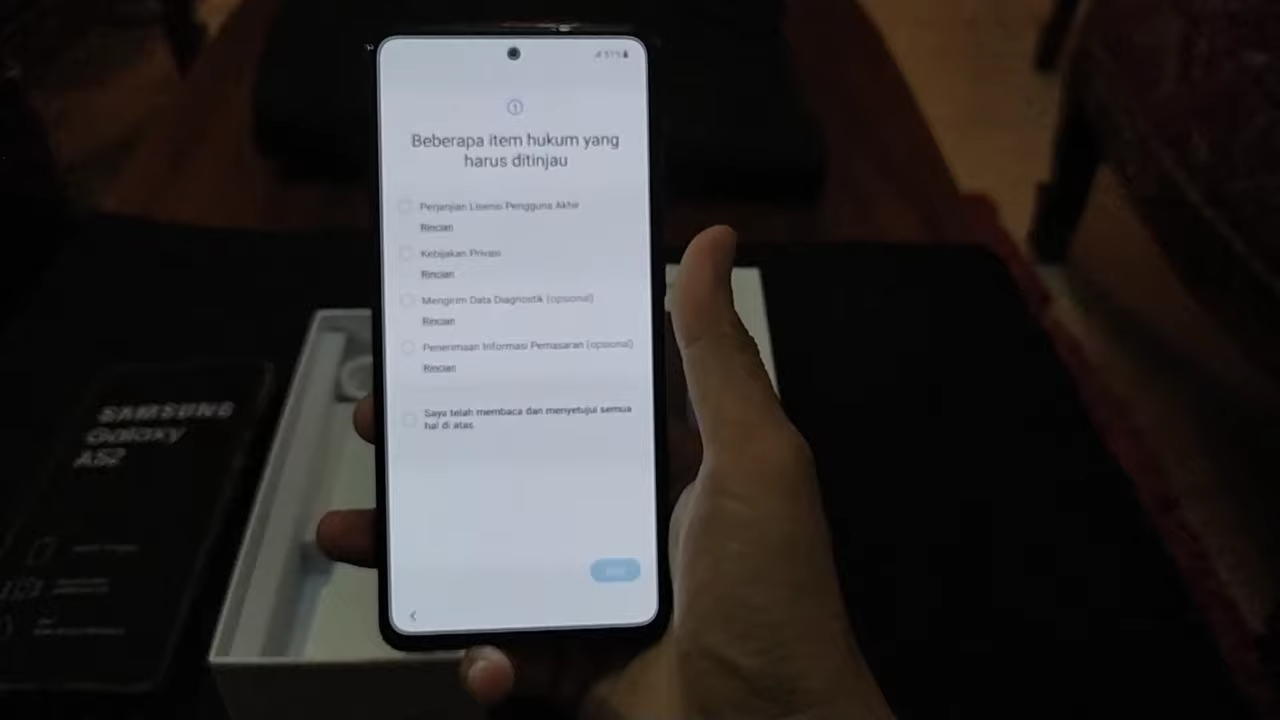 57%
Beberapa item hukum yang
harus ditinjau
Perjanjian Lisensi Pengguna Akhir
Rincian
Kebijakan Privasi
Rincian
Mengirim Data Diagnostik (opsional)
Rincian
Penerimaan Informasi Pemasaran (opsional)
Rincian
Saya telah membaca dan menyetujui semua
hal di atas.
SAMSUNG
Galaxy
A52